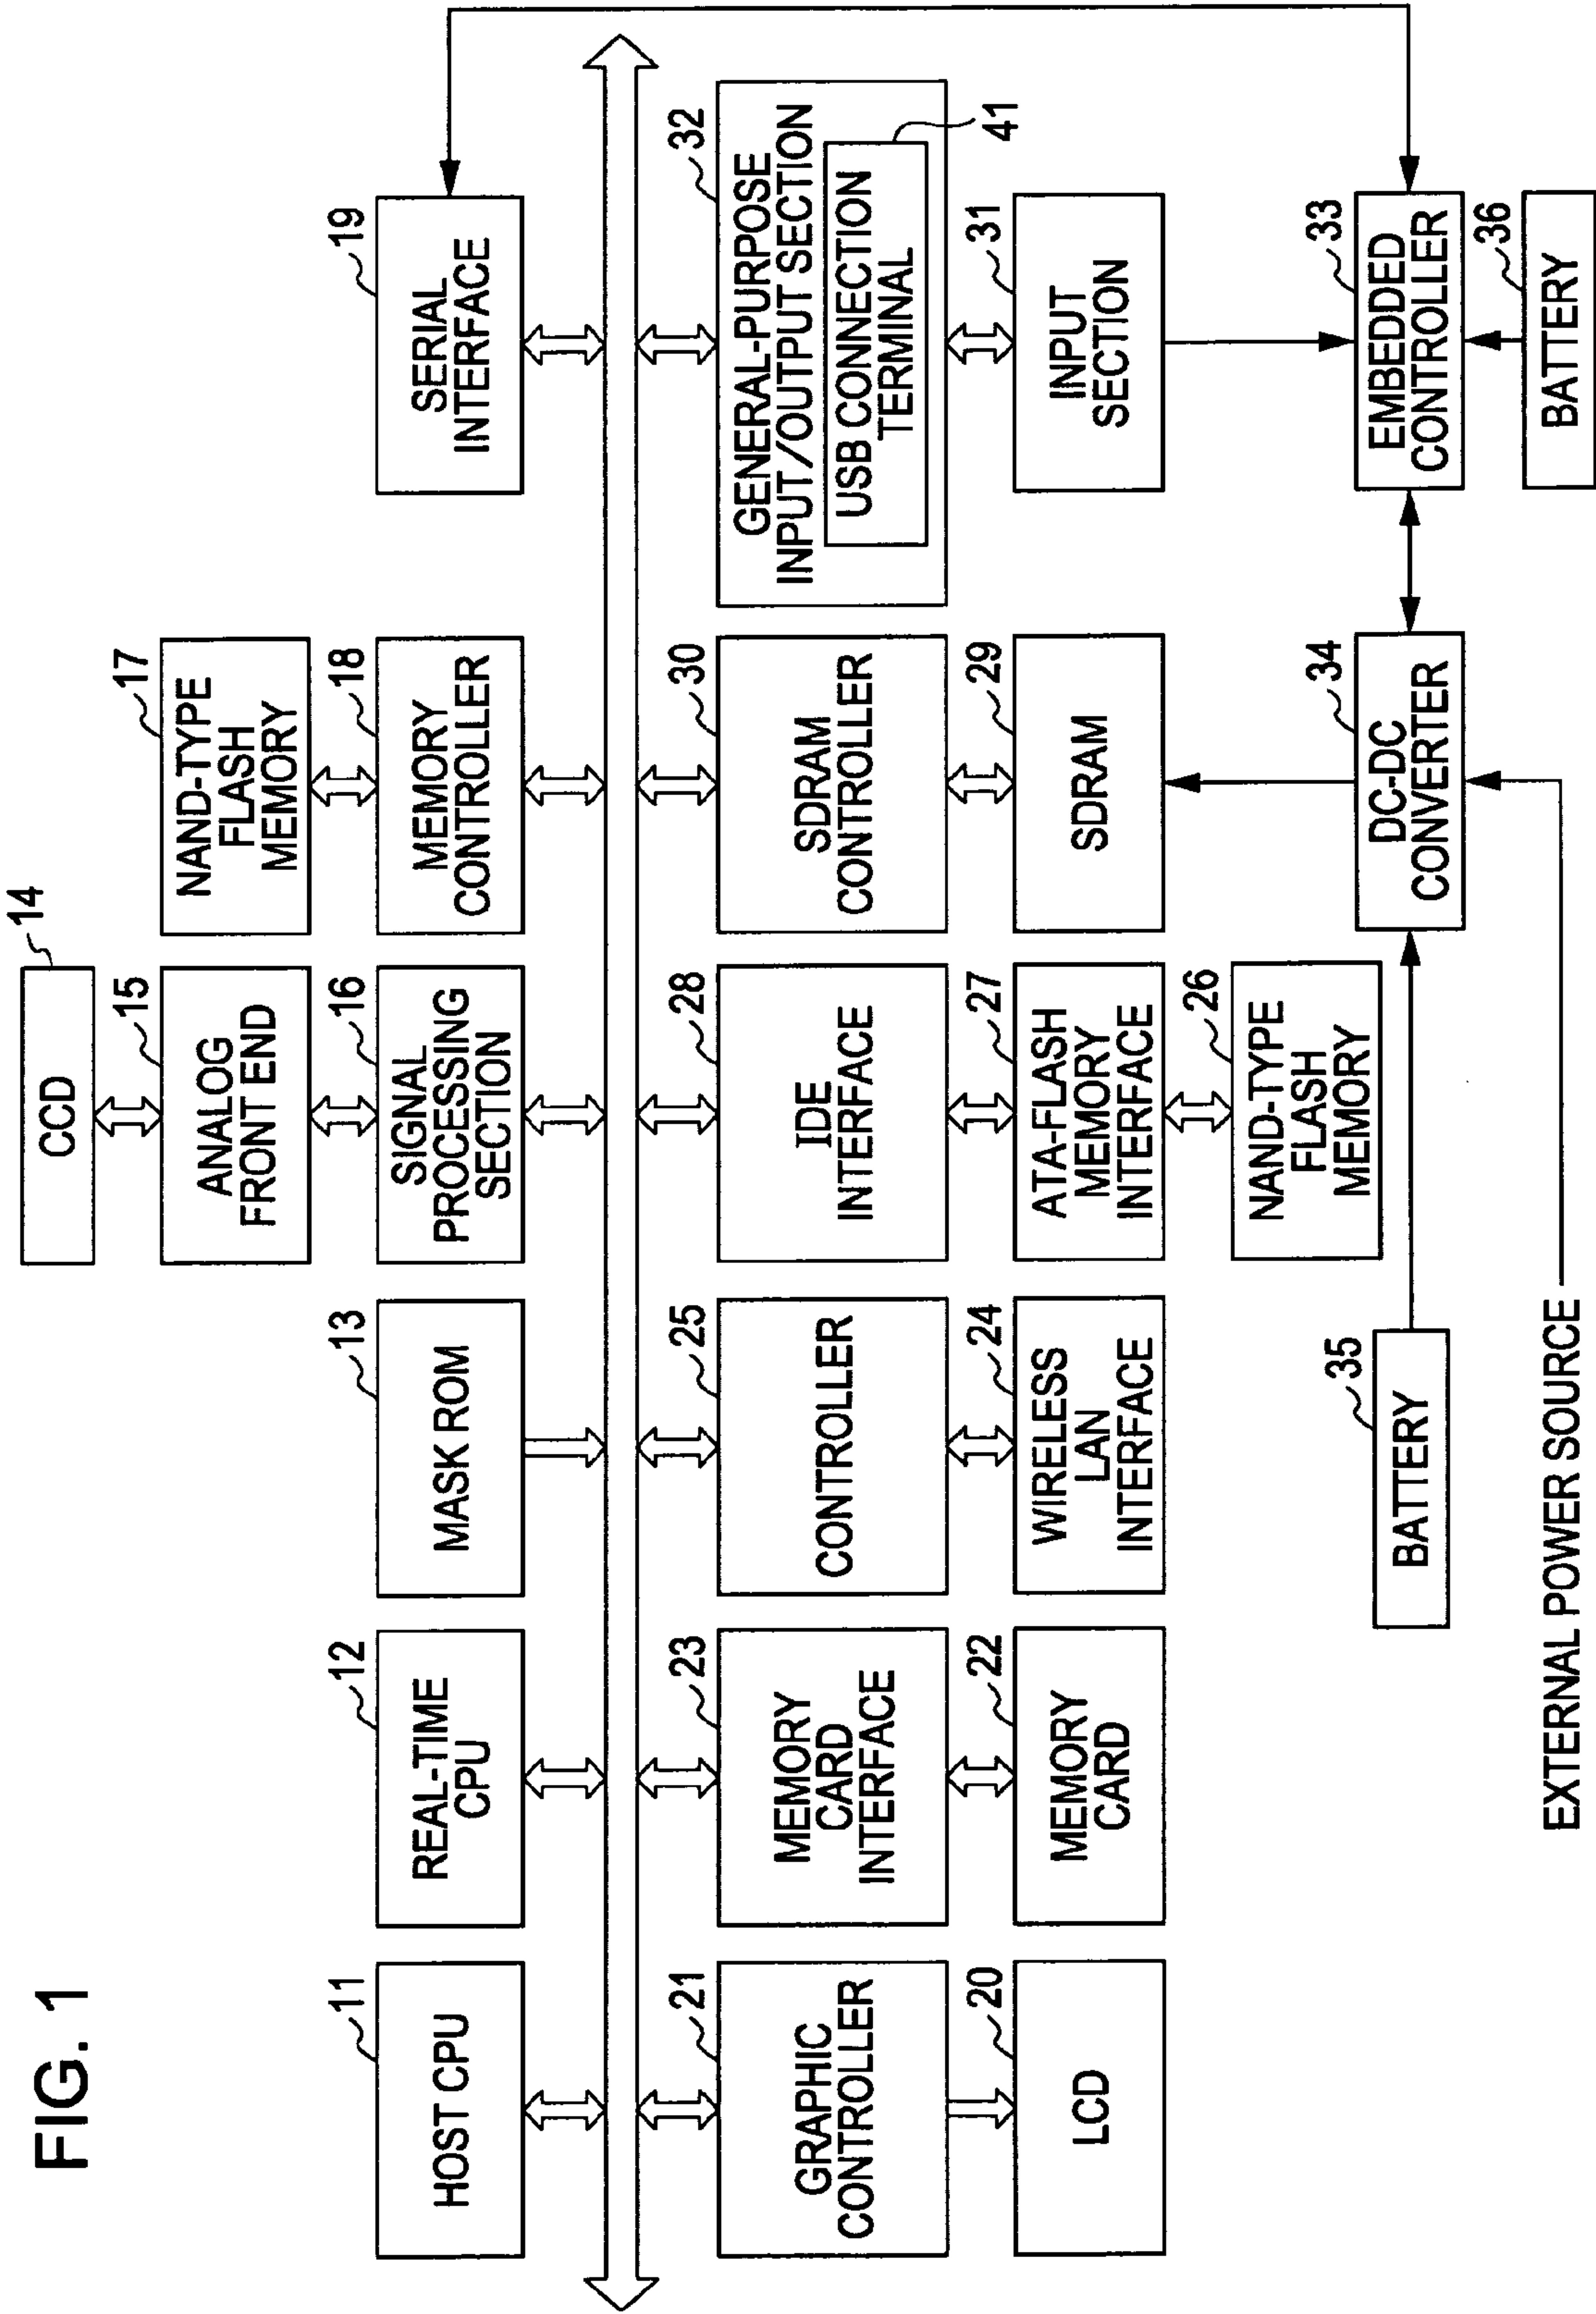 FIG. 1
14
CCD
15
ANALOG
FRONT END
17
NAND-TYPE
FLASH
MEMORY
11
HOST CPU
12
REAL-TIME
CPU
13
MASK ROM
16
SIGNAL
PROCESSING
SECTION
18
MEMORY
CONTROLLER
19
SERIAL
INTERFACE
21
GRAPHIC
CONTROLLER
23
MEMORY
CARD
INTERFACE
25
CONTROLLER
28
IDE
INTERFACE
30
SDRAM
CONTROLLER
32
GENERAL-PURPOSE
INPUT/OUTPUT SECTION
USB CONNECTION
TERMINAL
41
20
LCD
22
MEMORY
CARD
24
WIRELESS
LAN
INTERFACE
27
ATA-FLASH
MEMORY
INTERFACE
29
SDRAM
31
INPUT
SECTION
26
NAND-TYPE
FLASH
MEMORY
35
BATTERY
34
DC-DC
CONVERTER
33
EMBEDDED
CONTROLLER
36
BATTERY
EXTERNAL POWER SOURCE